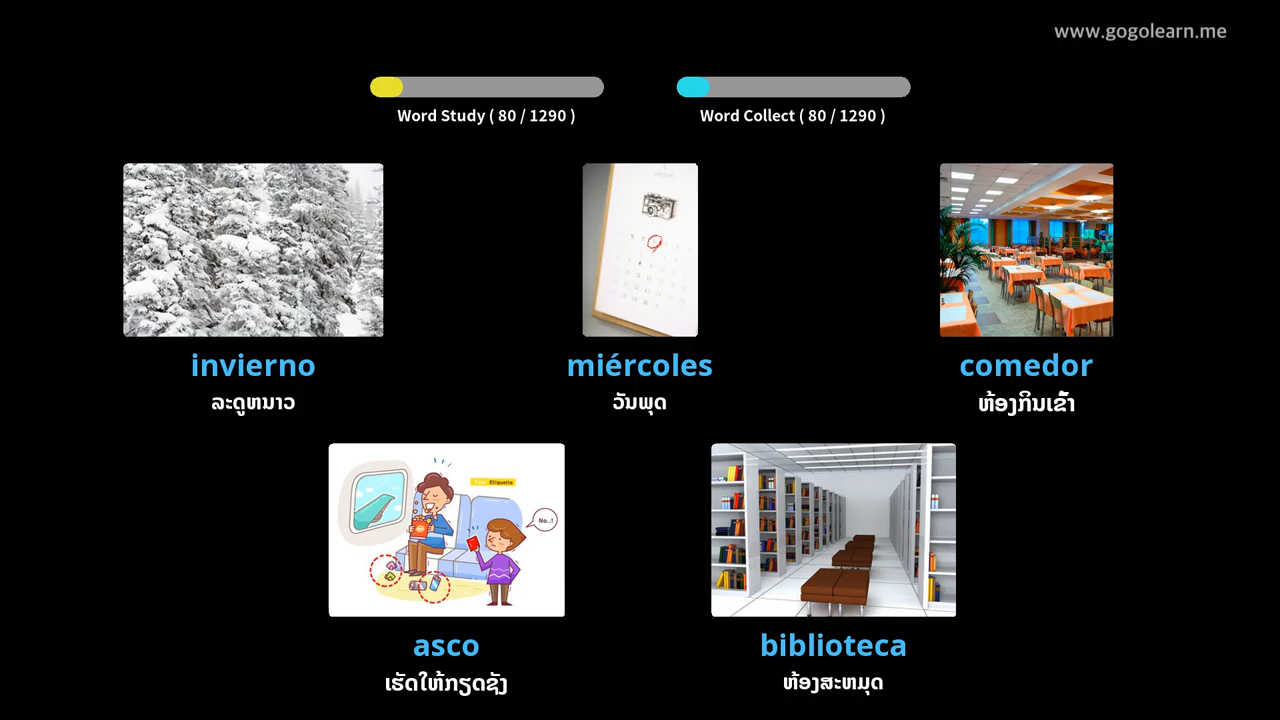 www.gogolearn.me
Word Study ( 80 / 1290 )
Word Collect ( 80 / 1290 )
invierno
ລະດູຫນາວ
miércoles
ວັນພຸດ
comedor
ຫ້ອງກິນເຂົ້າ
Etiquette
No..!
asco
ເຮັດໃຫ້ກຽດຊັງ
biblioteca
ຫ້ອງສະຫມຸດ